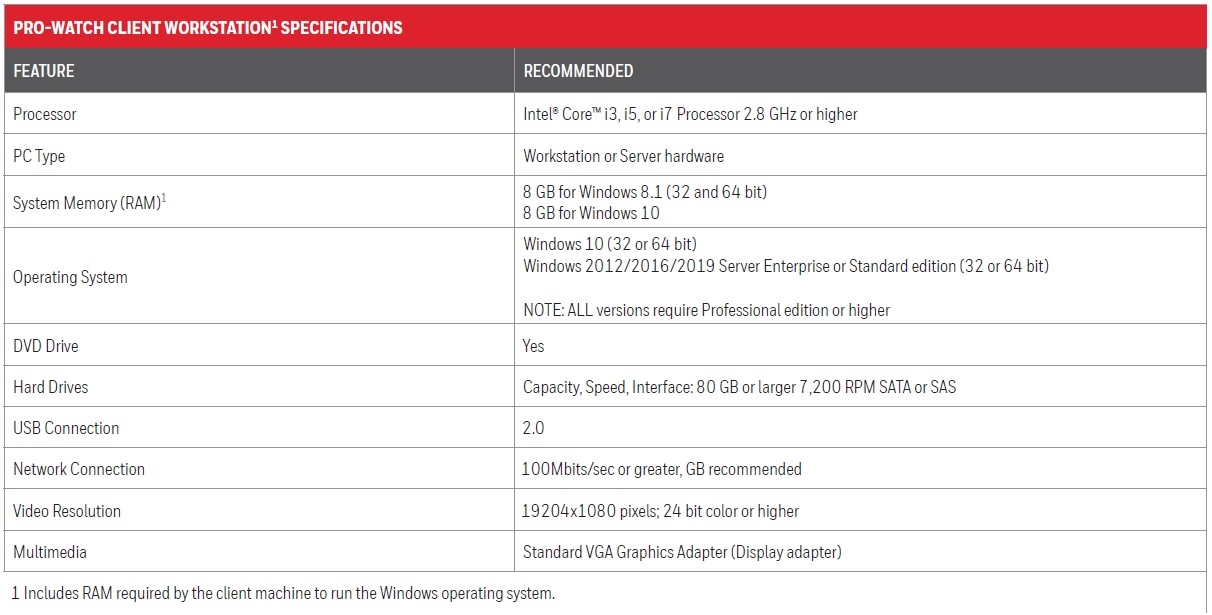 PRO-WATCH CLIENT WORKSTATION¹ SPECIFICATIONS
FEATURE RECOMMENDED
Processor Intel® Core™ i3, i5, or i7 Processor 2.8 GHz or higher
PC Type Workstation or Server hardware
System Memory (RAM)¹ 8 GB for Windows 8.1 (32 and 64 bit)
8 GB for Windows 10
Operating System Windows 10 (32 or 64 bit)
Windows 2012/2016/2019 Server Enterprise or Standard edition (32 or 64 bit)
NOTE: ALL versions require Professional edition or higher
DVD Drive Yes
Hard Drives Capacity, Speed, Interface: 80 GB or larger 7,200 RPM SATA or SAS
USB Connection 2.0
Network Connection 100Mbits/sec or greater, GB recommended
Video Resolution 19204x1080 pixels; 24 bit color or higher
Multimedia Standard VGA Graphics Adapter (Display adapter)
1 Includes RAM required by the client machine to run the Windows operating system.